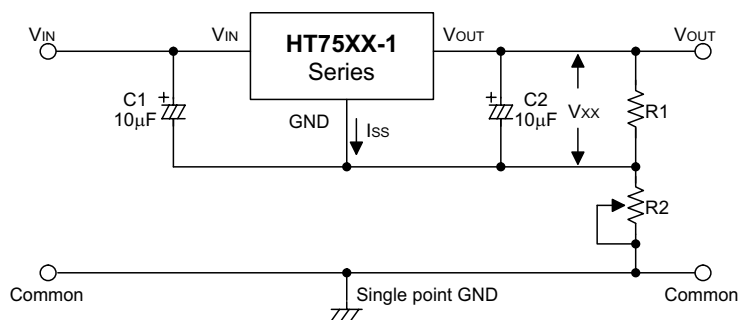 VIN
VIN
HT75XX-1
Series
VOUT
VOUT
C1
10μF
GND
ISS
C2
10μF
VXX
R1
R2
Common
Single point GND
Common